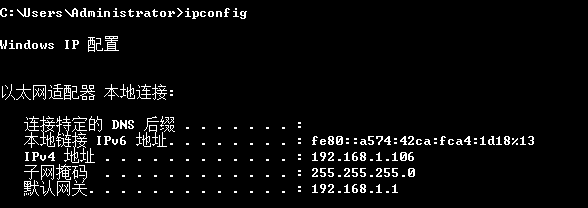 C:\Users\Administrator>ipconfig
Windows IP 配置
以太网适配器 本地连接:
连接特定的 DNS 后缀 . . . . . . . :
本地链接 IPv6 地址. . . . . . . . : fe80::a574:42ca:fca4:1d18%13
IPv4 地址 . . . . . . . . . . . . : 192.168.1.106
子网掩码 . . . . . . . . . . . . : 255.255.255.0
默认网关. . . . . . . . . . . . . : 192.168.1.1